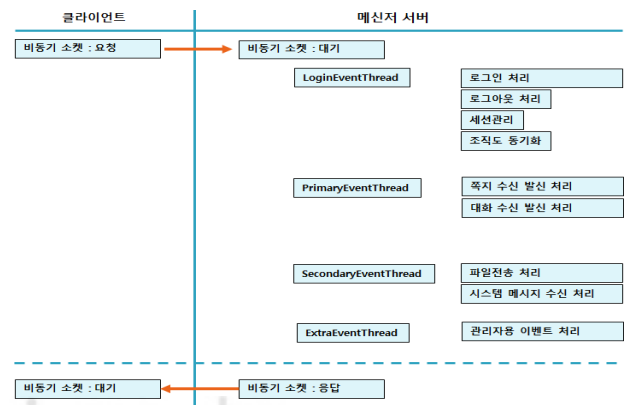 클라이언트
메신저 서버
비동기 소켓 : 요청
비동기 소켓 : 대기
LoginEventThread
로그인 처리
로그아웃 처리
세션관리
조직도 동기화
PrimaryEventThread
쪽지 수신 발신 처리
대화 수신 발신 처리
SecondaryEventThread
파일전송 처리
시스템 메시지 수신 처리
ExtraEventThread
관리자용 이벤트 처리
비동기 소켓 : 대기
비동기 소켓 : 응답